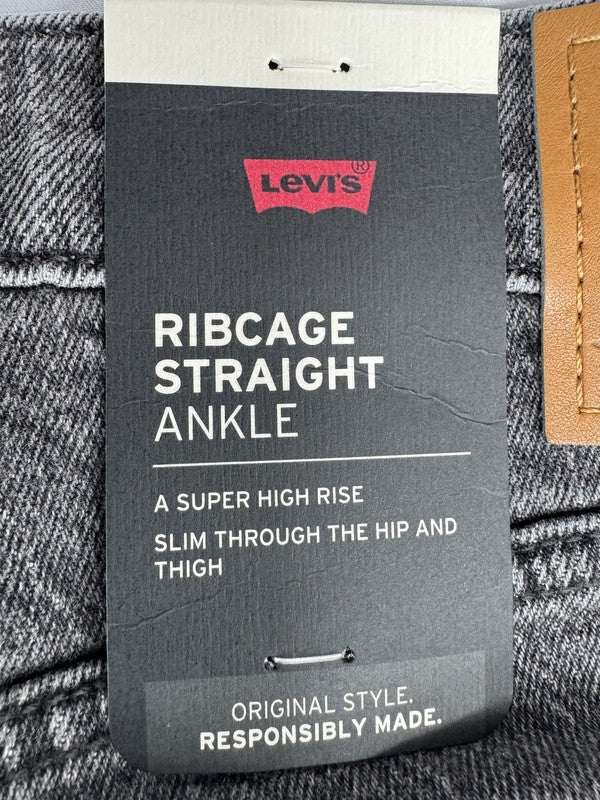 Levi's®
RIBCAGE
STRAIGHT
ANKLE
A SUPER HIGH RISE
SLIM THROUGH THE HIP AND
THIGH
ORIGINAL STYLE.
RESPONSIBLY MADE.